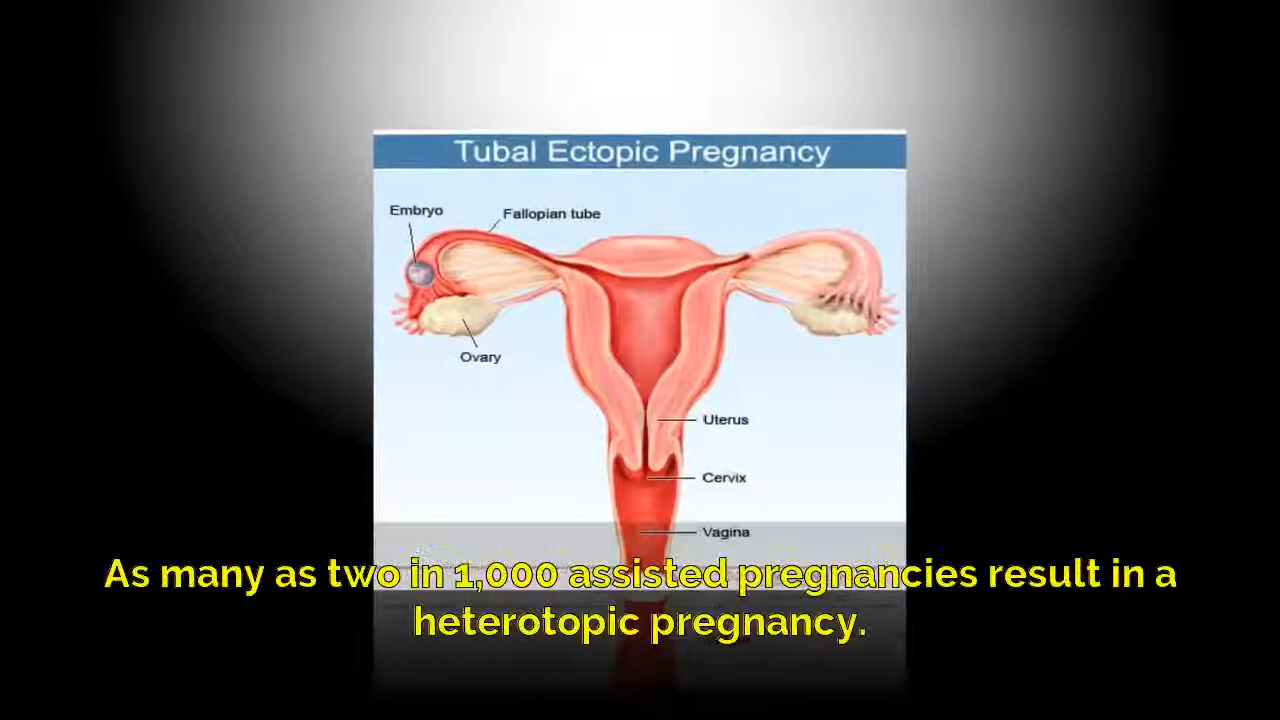 Tubal Ectopic Pregnancy
Embryo
Fallopian tube
Ovary
Uterus
Cervix
Vagina
As many as two in 1,000 assisted pregnancies result in a
heterotopic pregnancy.